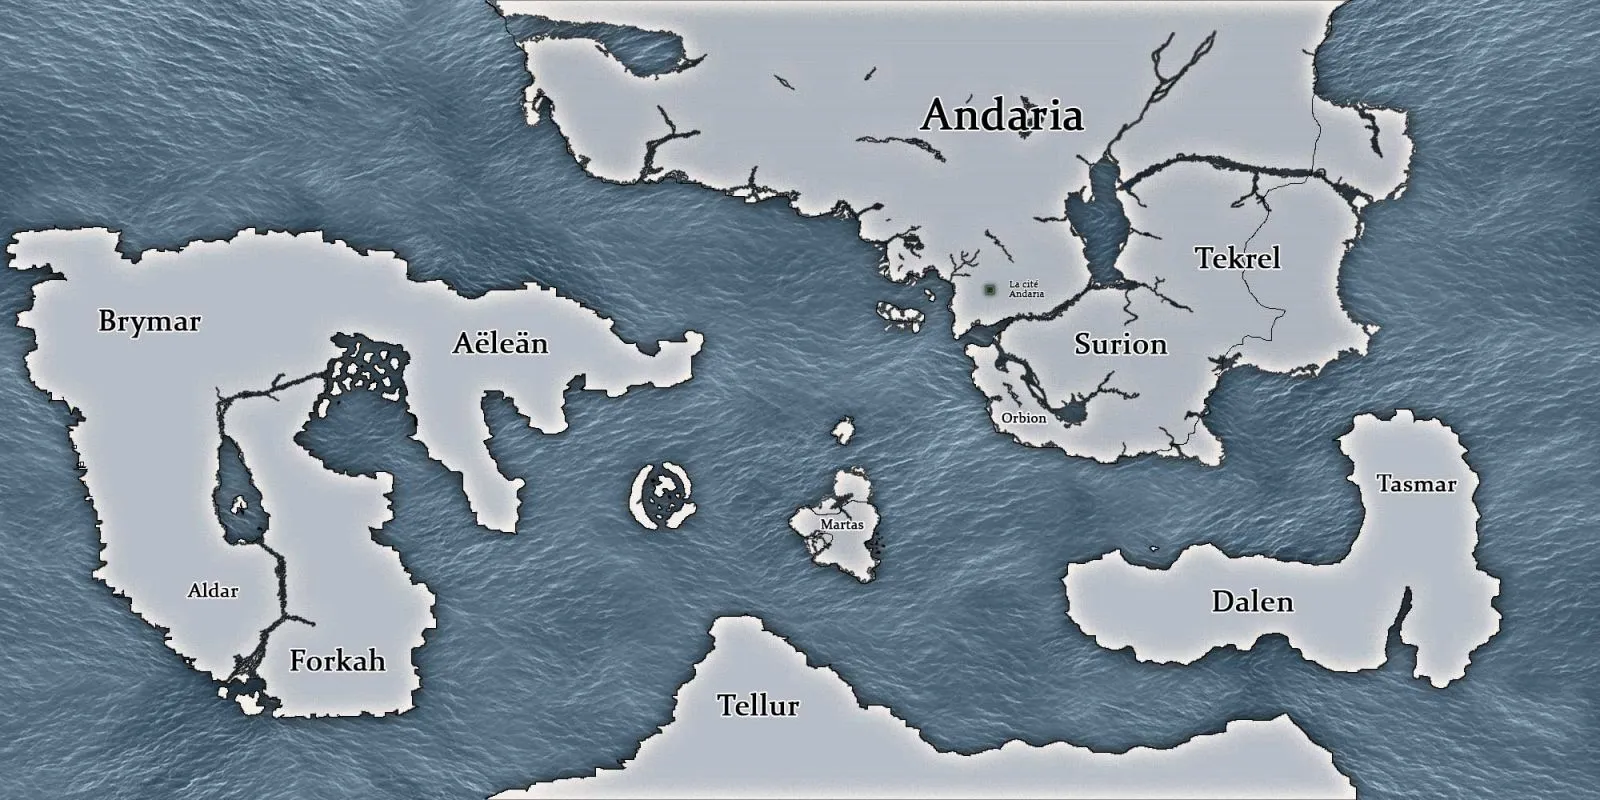 Andaria
Tekrel
La cité
Andaria
Brymar
Aëleän
Surion
Orbion
Tasmar
Martas
Aldar
Dalen
Forkah
Tellur